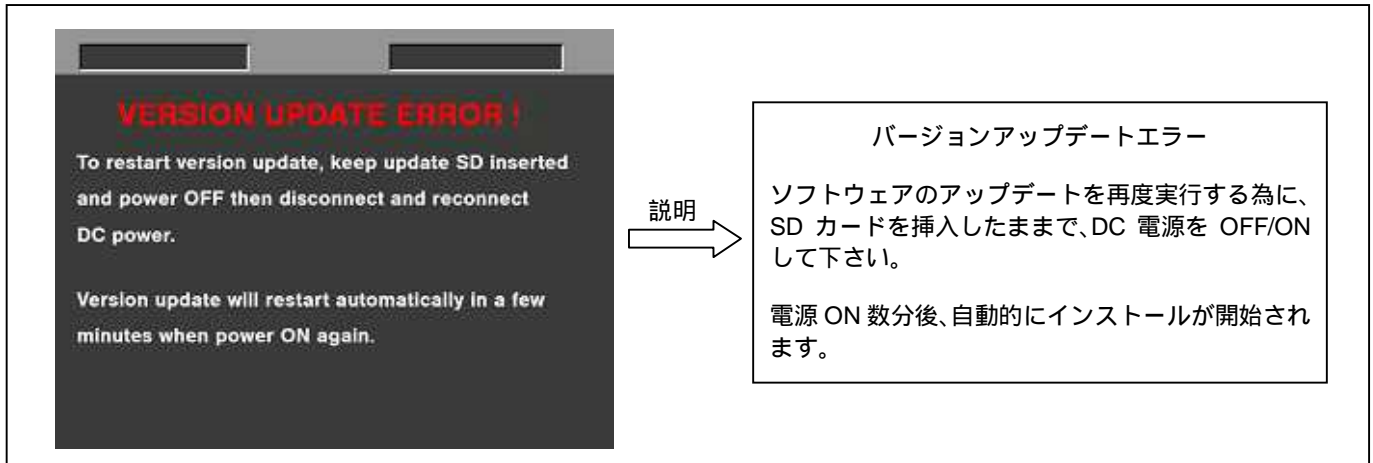 VERSION UPDATE ERROR !
To restart version update, keep update SD inserted
and power OFF then disconnect and reconnect
DC power.
Version update will restart automatically in a few
minutes when power ON again.
説明
バージョンアップデートエラー
ソフトウェアのアップデートを再度実行する為に、
SD カードを挿入したままで、DC 電源を OFF/ON
して下さい。
電源 ON 数分後、自動的にインストールが開始され
ます。